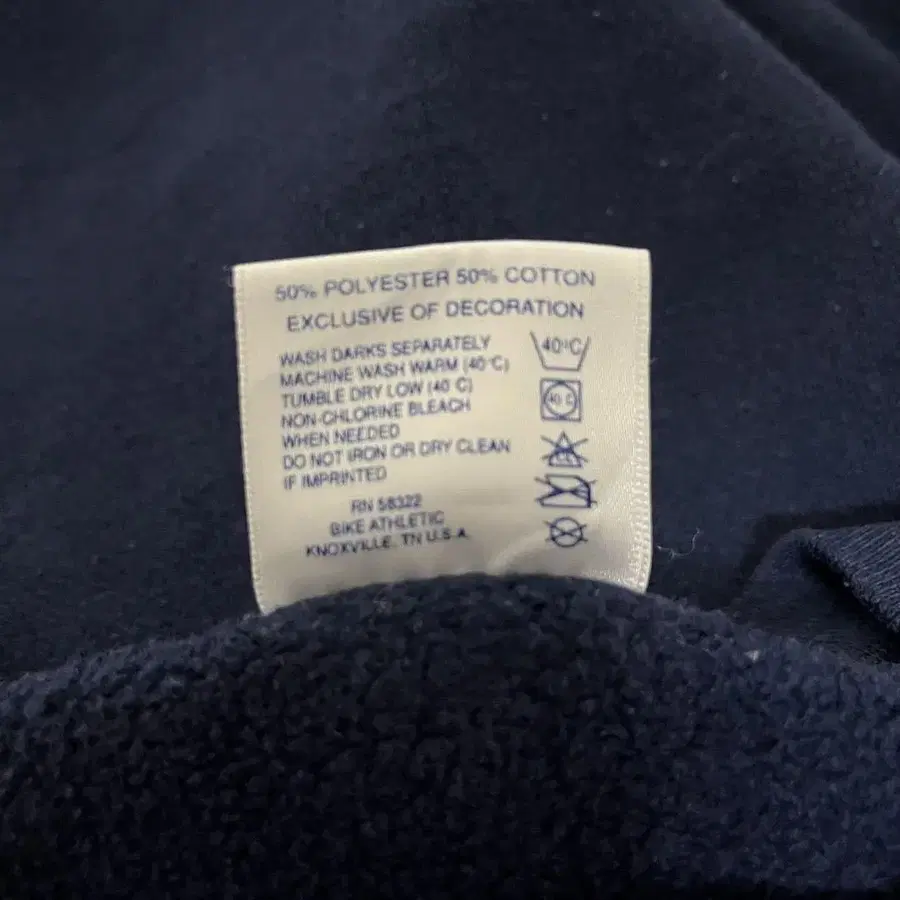 50% POLYESTER 50% COTTON
EXCLUSIVE OF DECORATION
WASH DARKS SEPARATELY
MACHINE WASH WARM (40°C)
TUMBLE DRY LOW (40 C)
NON-CHLORINE BLEACH
WHEN NEEDED
DO NOT IRON OR DRY CLEAN
IF IMPRINTED
RN 58322
BIKE ATHLETIC
KNOXVILLE, TN U.S.A.
40°C
40 C
CL